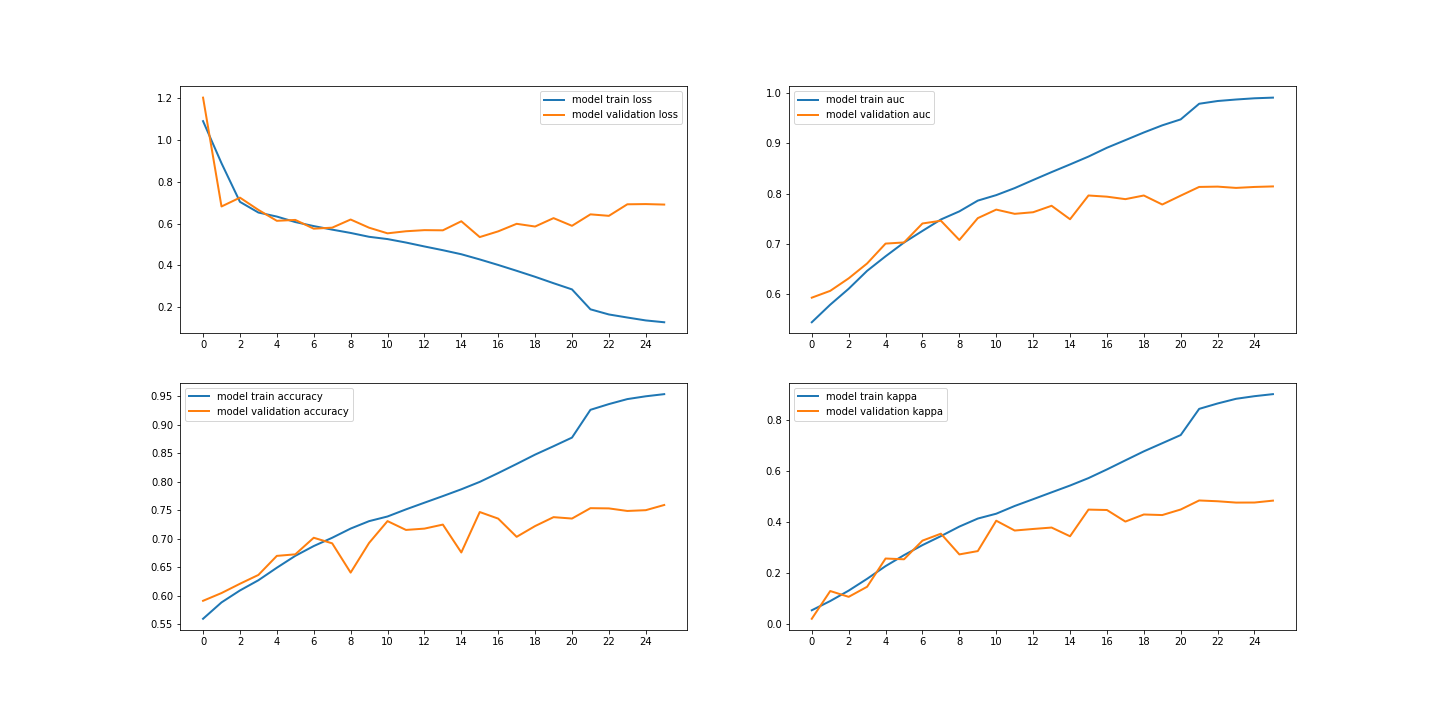 model train loss
model validation loss
1.2
1.0
0.8
0.6
0.4
0.2
0 2 4 6 8 10 12 14 16 18 20 22 24
model train auc
model validation auc
1.0
0.9
0.8
0.7
0.6
0 2 4 6 8 10 12 14 16 18 20 22 24
model train accuracy
model validation accuracy
0.95
0.90
0.85
0.80
0.75
0.70
0.65
0.60
0.55
0 2 4 6 8 10 12 14 16 18 20 22 24
model train kappa
model validation kappa
0.8
0.6
0.4
0.2
0.0
0 2 4 6 8 10 12 14 16 18 20 22 24